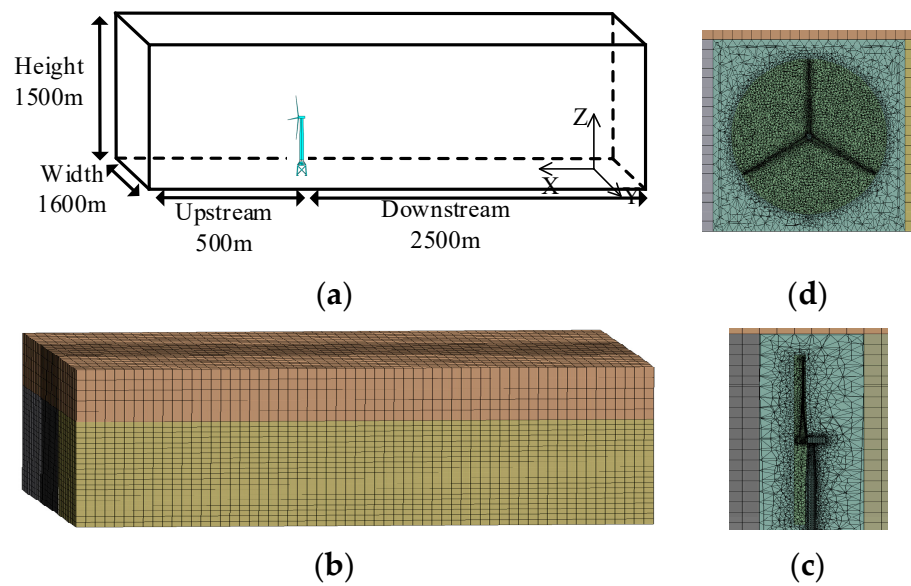 Height
1500m
Width
1600m
Upstream
500m
Downstream
2500m
Z
X
Y
(a)
(d)
(b)
(c)